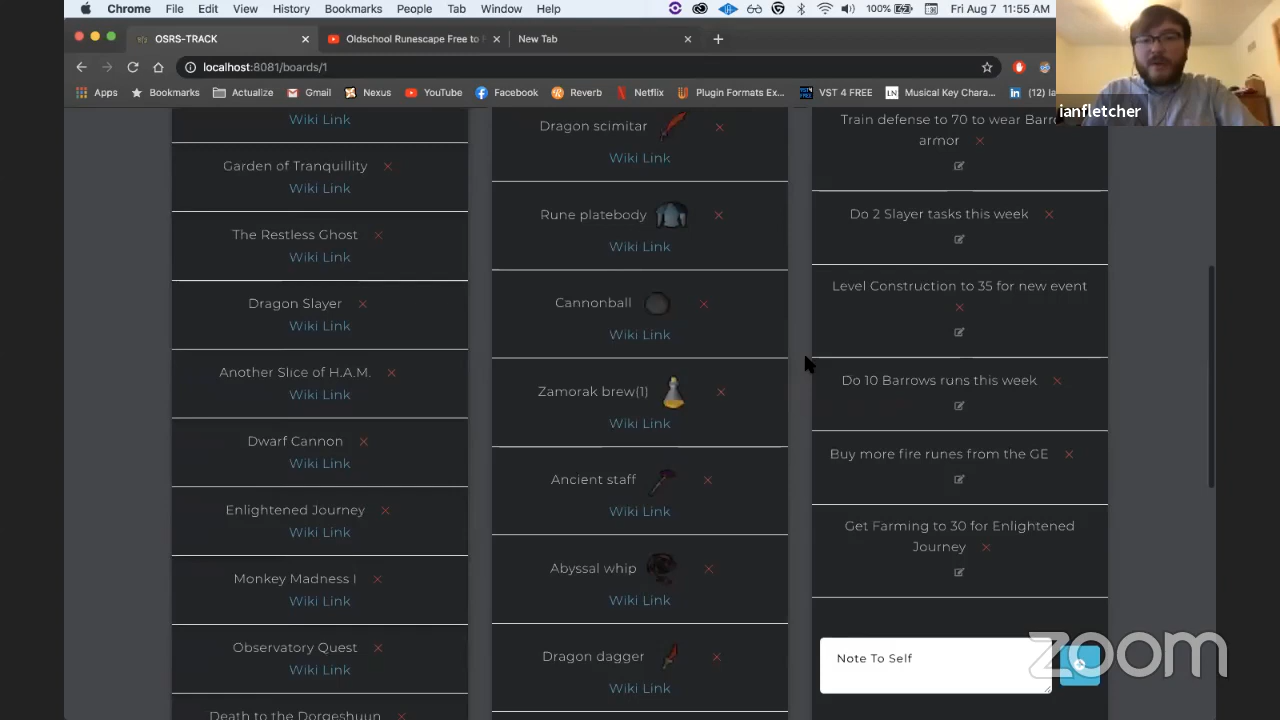 Chrome File Edit View History Bookmarks People Tab Window Help 100% Fri Aug 7 11:55 AM
OSRS-TRACK Oldschool Runescape Free to New Tab
localhost:8081/boards/1
Apps Bookmarks Actualize Gmail Nexus YouTube Facebook Reverb Netflix Plugin Formats Ex... VST 4 FREE Musical Key Chara... (12)
ianfletcher
Wiki Link
Garden of Tranquillity
Wiki Link
The Restless Ghost
Wiki Link
Dragon Slayer
Wiki Link
Another Slice of H.A.M.
Wiki Link
Dwarf Cannon
Wiki Link
Enlightened Journey
Wiki Link
Monkey Madness I
Wiki Link
Observatory Quest
Wiki Link
Death to the Dorgeshuun
Dragon scimitar
Wiki Link
Rune platebody
Wiki Link
Cannonball
Wiki Link
Zamorak brew(1)
Wiki Link
Ancient staff
Wiki Link
Abyssal whip
Wiki Link
Dragon dagger
Wiki Link
Train defense to 70 to wear Barro
armor
Do 2 Slayer tasks this week
Level Construction to 35 for new event
Do 10 Barrows runs this week
Buy more fire runes from the GE
Get Farming to 30 for Enlightened
Journey
Note To Self
zoom